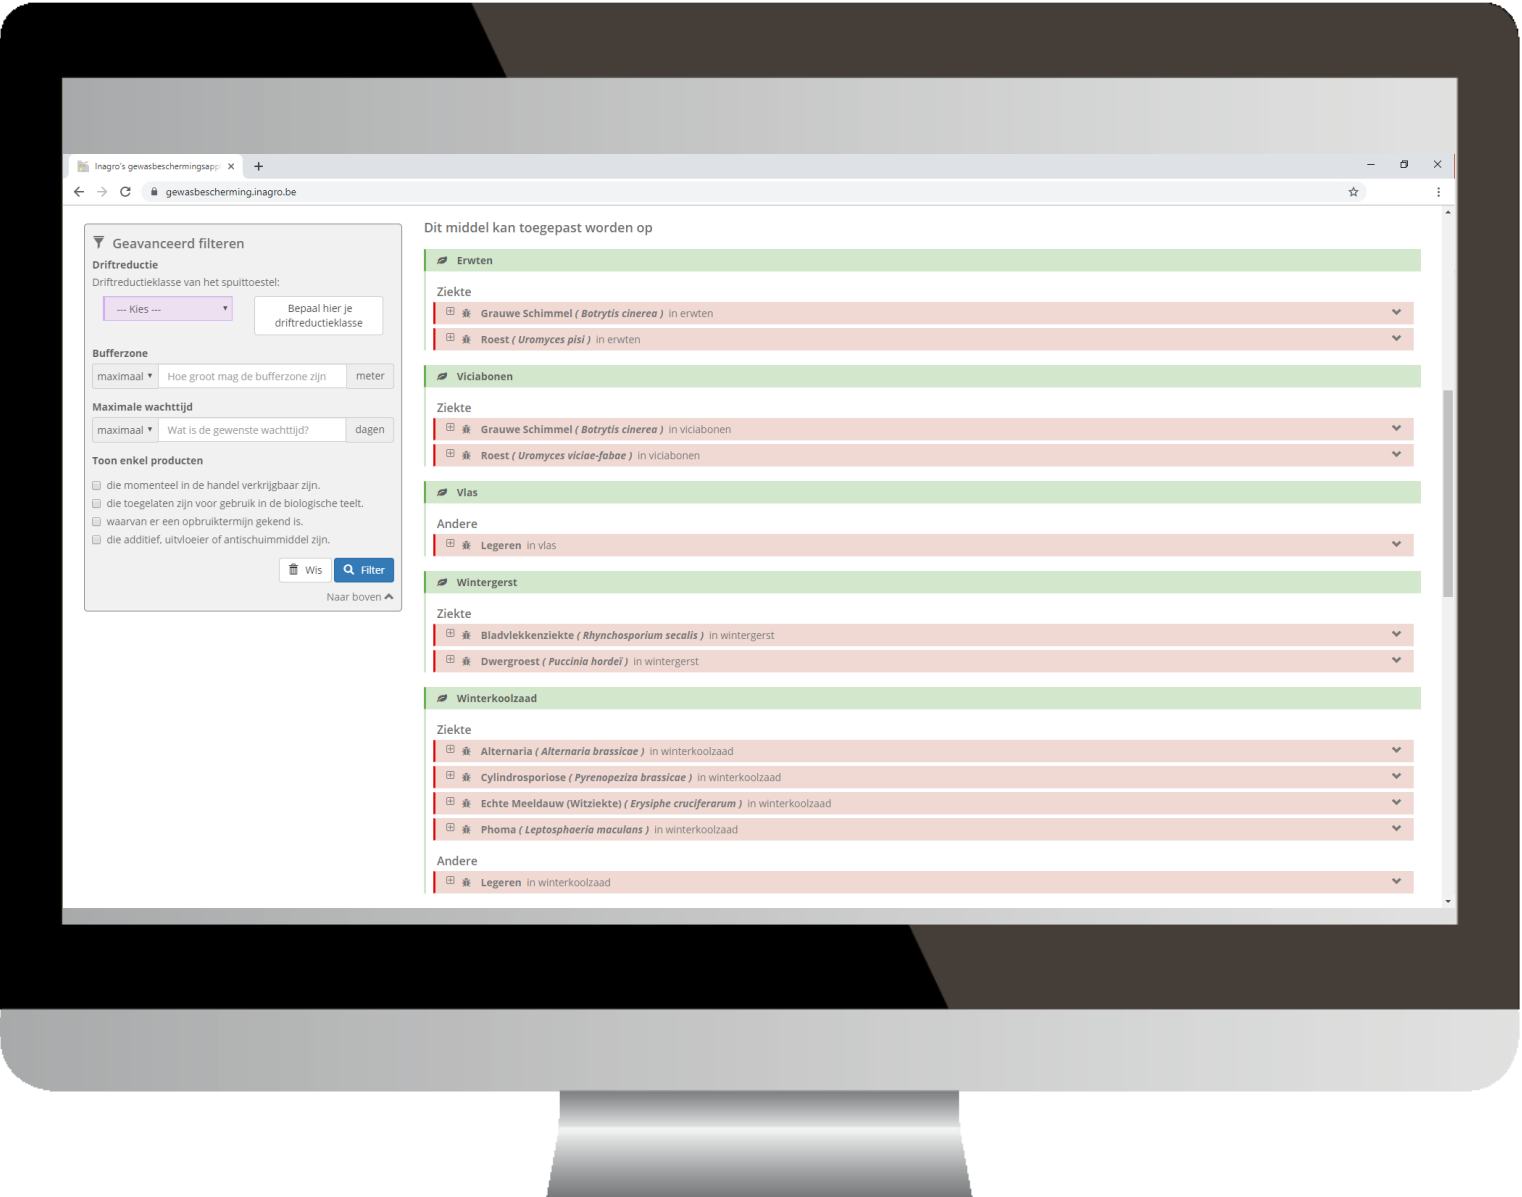 Inagro's gewasbeschermingsapp
gewasbescherming.inagro.be
Geavanceerd filteren
Driftreductie
Driftreductieklasse van het spuittoestel:
--- Kies ---
Bepaal hier je
driftreductieklasse
Bufferzone
maximaal Hoe groot mag de bufferzone zijn meter
Maximale wachttijd
maximaal Wat is de gewenste wachttijd? dagen
Toon enkel producten
die momenteel in de handel verkrijgbaar zijn.
die toegelaten zijn voor gebruik in de biologische teelt.
waarvan er een opbruiktermijn gekend is.
die additief, uitvloeier of antischuimmiddel zijn.
Wis Filter
Naar boven
Dit middel kan toegepast worden op
Erwten
Ziekte
Grauwe Schimmel ( Botrytis cinerea ) in erwten
Roest ( Uromyces pisi ) in erwten
Viciabonen
Ziekte
Grauwe Schimmel ( Botrytis cinerea ) in viciabonen
Roest ( Uromyces viciae-fabae ) in viciabonen
Vlas
Andere
Legeren in vlas
Wintergerst
Ziekte
Bladvlekkenziekte ( Rhynchosporium secalis ) in wintergerst
Dwergroest ( Puccinia hordeï ) in wintergerst
Winterkoolzaad
Ziekte
Alternaria ( Alternaria brassicae ) in winterkoolzaad
Cylindrosporiose ( Pyrenopeziza brassicae ) in winterkoolzaad
Echte Meeldauw (Witziekte) ( Erysiphe cruciferarum ) in winterkoolzaad
Phoma ( Leptosphaeria maculans ) in winterkoolzaad
Andere
Legeren in winterkoolzaad